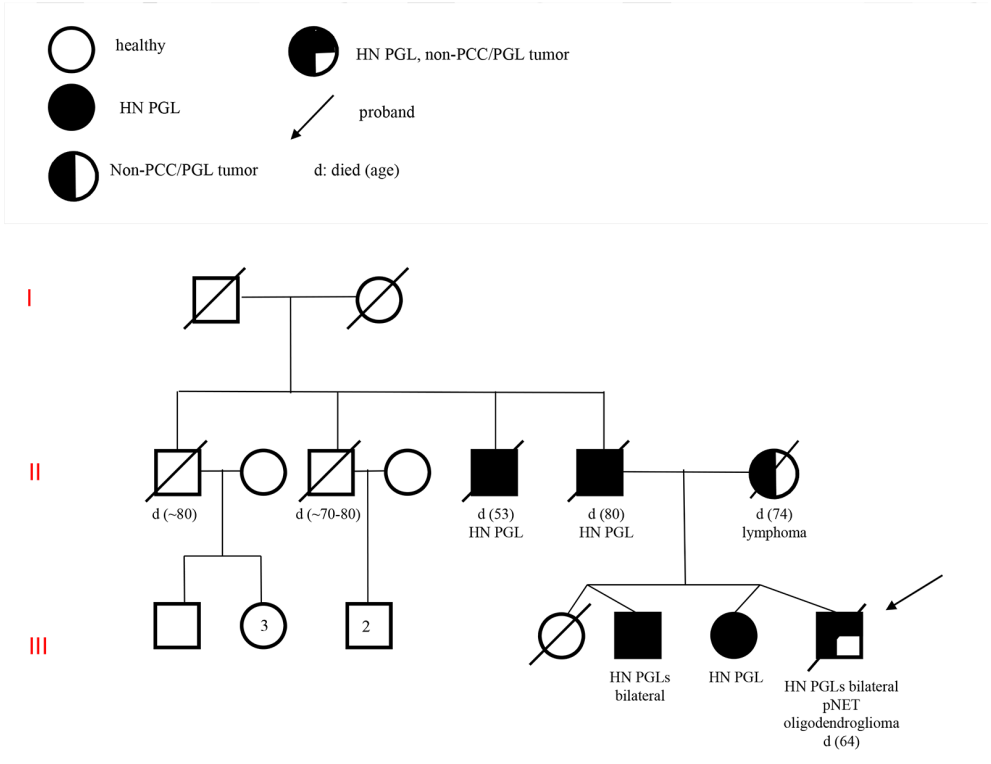 healthy
HN PGL, non-PCC/PGL tumor
HN PGL
proband
Non-PCC/PGL tumor
d: died (age)
I
II
d (~80)
d (~70-80)
d (53)
HN PGL
d (80)
HN PGL
d (74)
lymphoma
III
3
2
HN PGLs
bilateral
HN PGL
HN PGLs bilateral
pNET
oligodendroglioma
d (64)